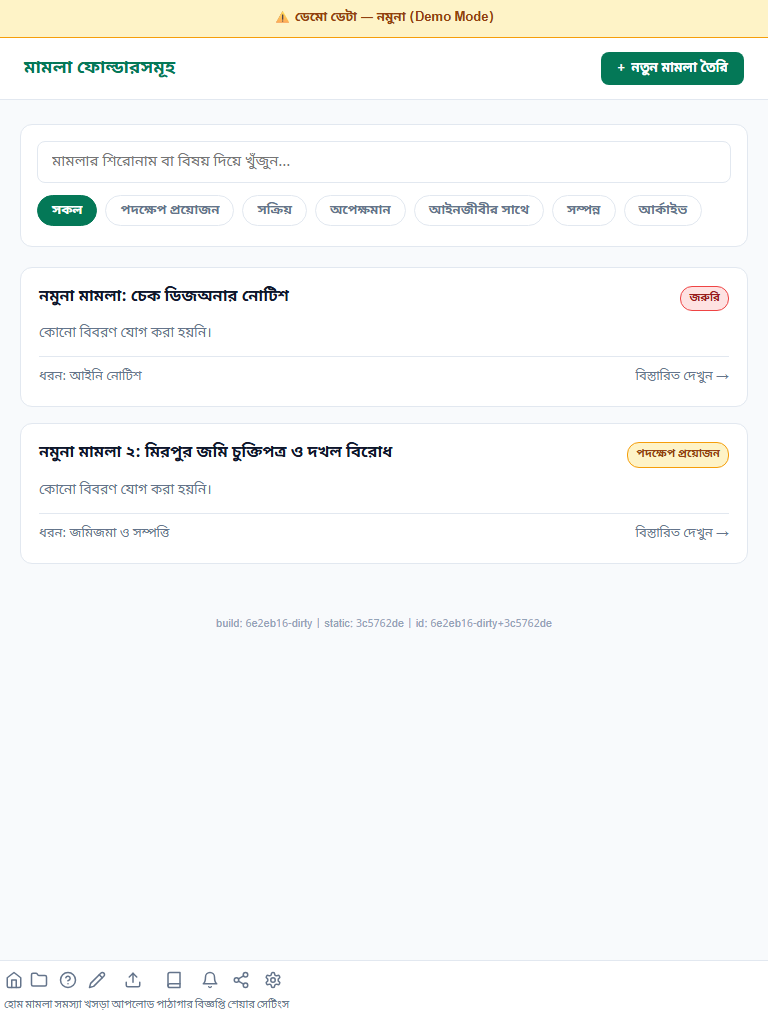 ⚠️ ডেমো ডেটা — নমুনা (Demo Mode)
মামলা ফোল্ডারসমূহ
+ নতুন মামলা তৈরি
মামলার শিরোনাম বা বিষয় দিয়ে খুঁজুন...
সকল পদক্ষেপ প্রয়োজন সক্রিয় অপেক্ষমান আইনজীবীর সাথে সম্পন্ন আর্কাইভ
নমুনা মামলা: চেক ডিজঅনার নোটিশ
জরুরি
কোনো বিবরণ যোগ করা হয়নি।
ধরন: আইনি নোটিশ
বিস্তারিত দেখুন →
নমুনা মামলা ২: মিরপুর জমি চুক্তিপত্র ও দখল বিরোধ
পদক্ষেপ প্রয়োজন
কোনো বিবরণ যোগ করা হয়নি।
ধরন: জমিজমা ও সম্পত্তি
বিস্তারিত দেখুন →
build: 6e2eb16-dirty | static: 3c5762de | id: 6e2eb16-dirty+3c5762de
হোম মামলা সমস্যা খসড়া আপলোড পাঠাগার বিজ্ঞপ্তি শেয়ার সেটিংস